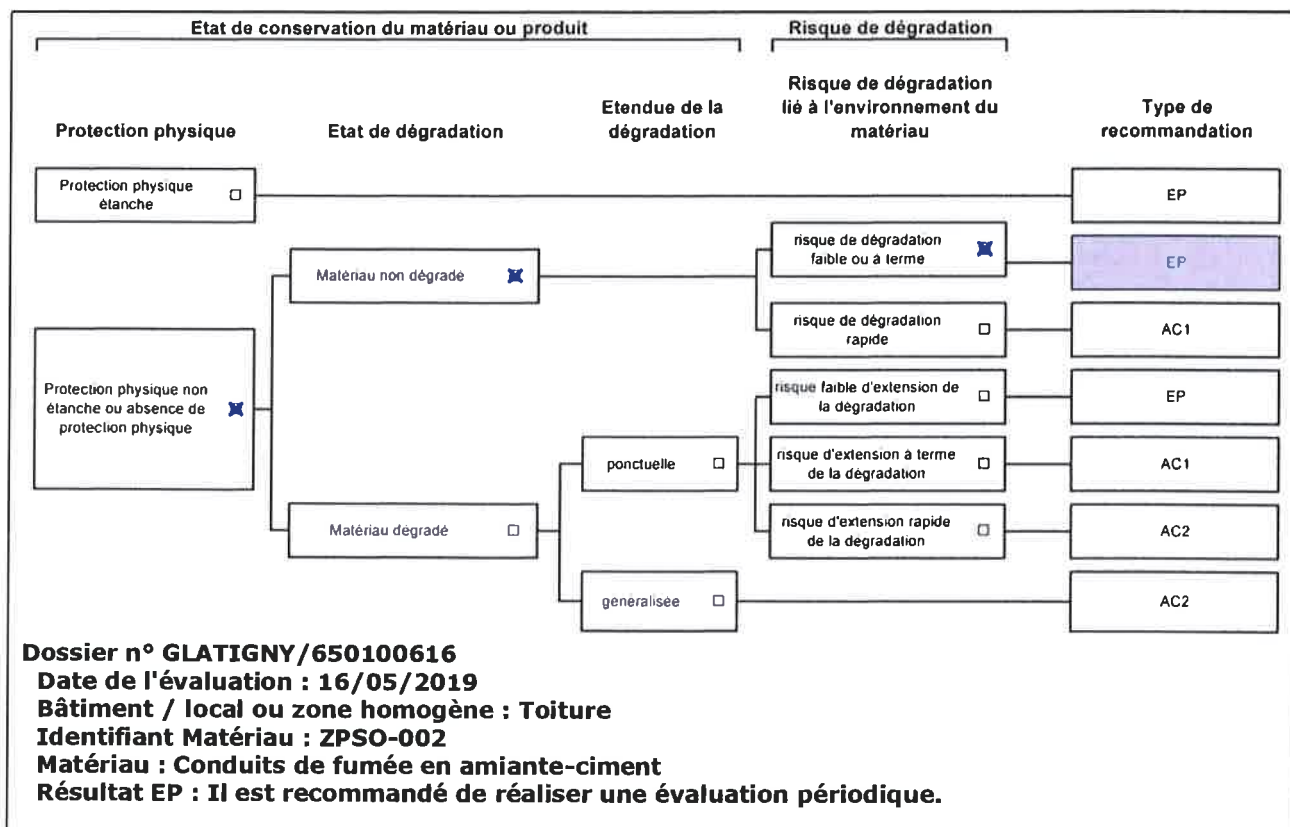 Etat de conservation du matériau ou produit
Risque de dégradation
Protection physique
Etat de dégradation
Etendue de la
dégradation
Risque de dégradation
lié à l'environnement du
matériau
Type de
recommandation
Protection physique
étanche
EP
Protection physique non
étanche ou absence de
protection physique
Matériau non dégradé
risque de dégradation
faible ou à terme
EP
risque de dégradation
rapide
AC1
Matériau dégradé
ponctuelle
risque faible d'extension de
la dégradation
EP
risque d'extension à terme
de la dégradation
AC1
risque d'extension rapide
de la dégradation
AC2
généralisée
AC2
Dossier n° GLATIGNY/650100616
Date de l'évaluation : 16/05/2019
Bâtiment / local ou zone homogène : Toiture
Identifiant Matériau : ZPSO-002
Matériau : Conduits de fumée en amiante-ciment
Résultat EP : Il est recommandé de réaliser une évaluation périodique.